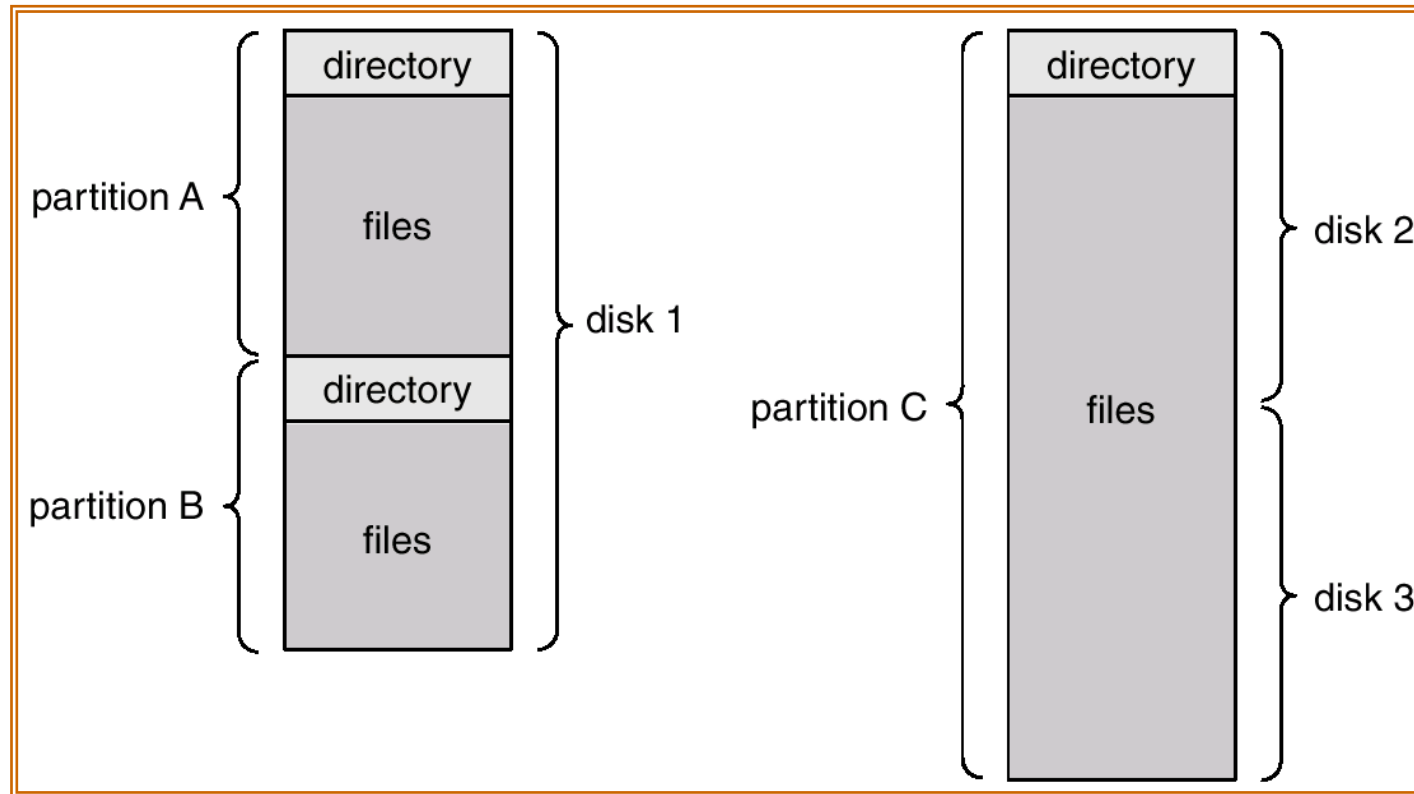 directory
partition A
files
disk 1
directory
partition B
files
directory
disk 2
partition C
files
disk 3